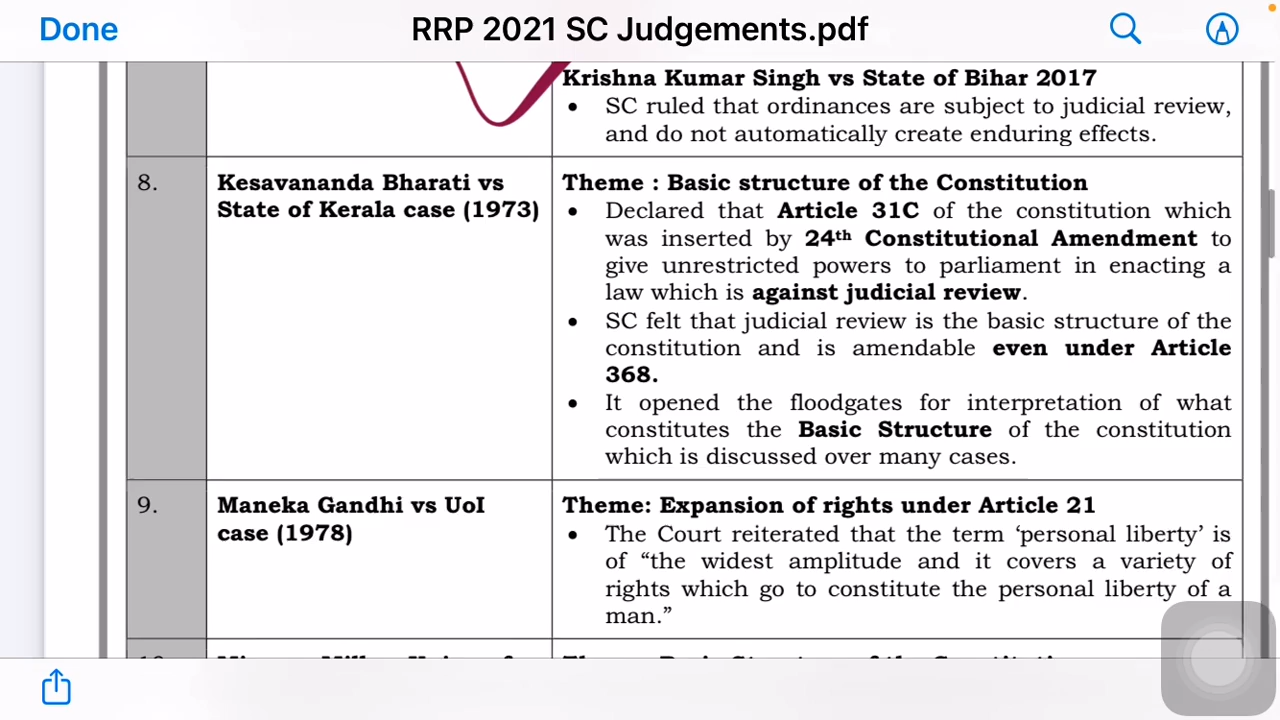 Done
RRP 2021 SC Judgements.pdf
Krishna Kumar Singh vs State of Bihar 2017
• SC ruled that ordinances are subject to judicial review,
and do not automatically create enduring effects.
8.
Kesavananda Bharati vs
State of Kerala case (1973)
Theme : Basic structure of the Constitution
• Declared that Article 31C of the constitution which
was inserted by 24th Constitutional Amendment to
give unrestricted powers to parliament in enacting a
law which is against judicial review.
• SC felt that judicial review is the basic structure of the
constitution and is amendable even under Article
368.
• It opened the floodgates for interpretation of what
constitutes the Basic Structure of the constitution
which is discussed over many cases.
9.
Maneka Gandhi vs UoI
case (1978)
Theme: Expansion of rights under Article 21
• The Court reiterated that the term ‘personal liberty’ is
of “the widest amplitude and it covers a variety of
rights which go to constitute the personal liberty of a
man.”